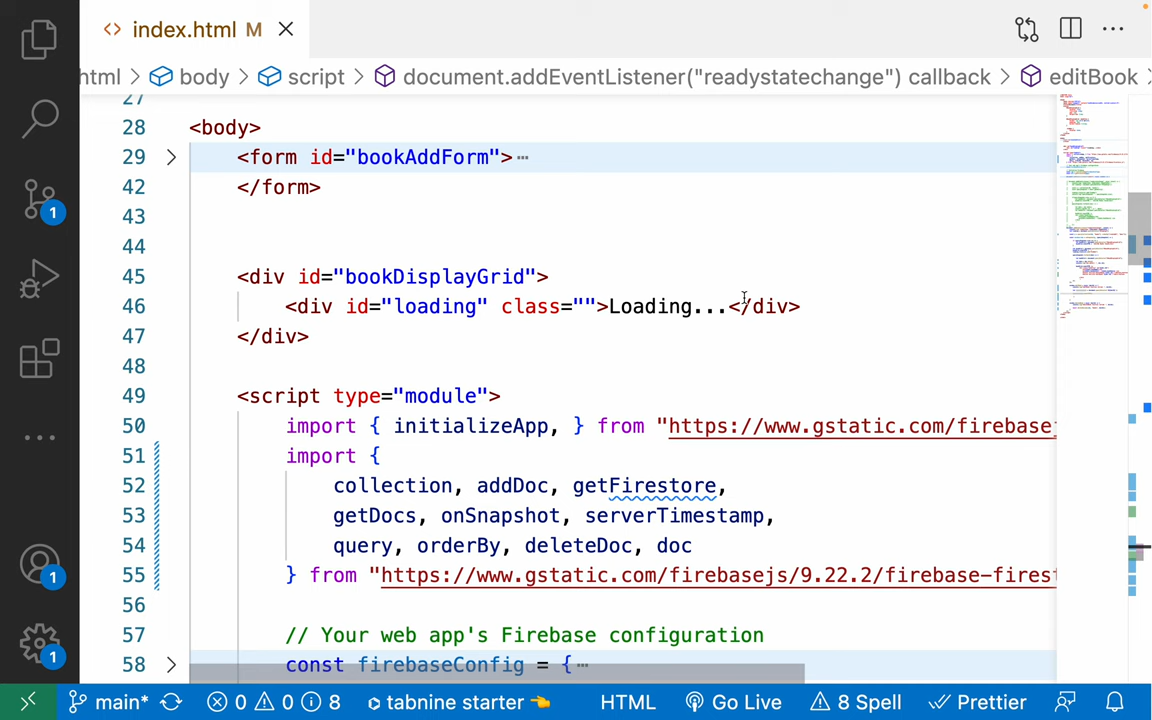 index.html M
html > body > script > document.addEventListener("readystatechange") callback > editBook
27
28 <body>
29 <form id="bookAddForm">
42 </form>
43
44
45 <div id="bookDisplayGrid">
46 <div id="loading" class="">Loading...</div>
47 </div>
48
49 <script type="module">
50 import { initializeApp, } from "https://www.gstatic.com/firebasej
51 import {
52 collection, addDoc, getFirestore,
53 getDocs, onSnapshot, serverTimestamp,
54 query, orderBy, deleteDoc, doc
55 } from "https://www.gstatic.com/firebasejs/9.22.2/firebase-firest
56
57 // Your web app's Firebase configuration
58 const firebaseConfig = {
1
1
1
main* 0 0 8 tabnine starter HTML Go Live 8 Spell Prettier